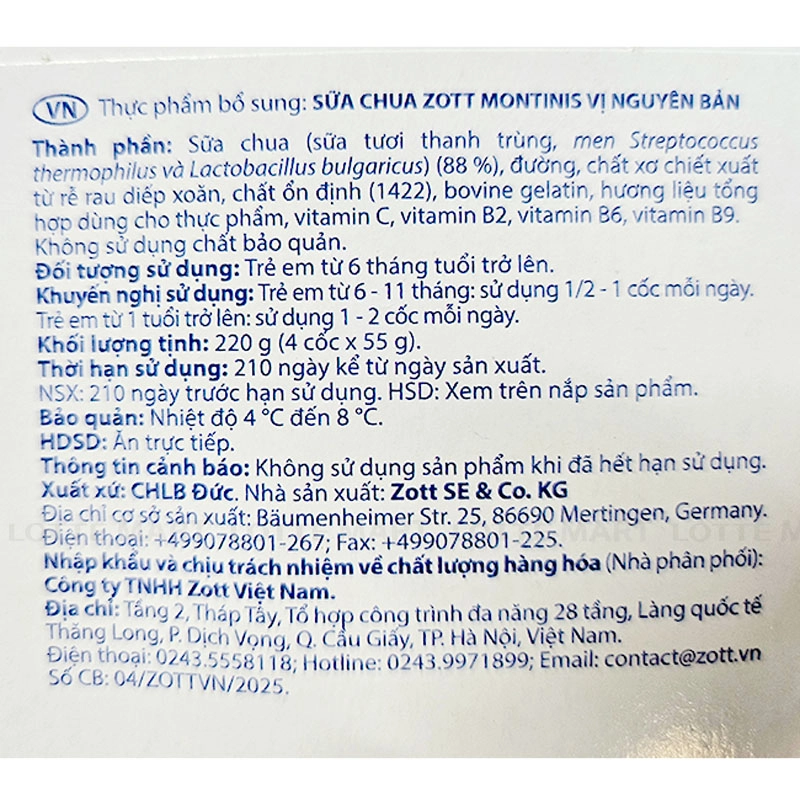 VN Thực phẩm bổ sung: SỮA CHUA ZOTT MONTINIS VỊ NGUYÊN BẢN
Thành phần: Sữa chua (sữa tươi thanh trùng, men Streptococcus
thermophilus và Lactobacillus bulgaricus) (88 %), đường, chất xơ chiết xuất
từ rễ rau diếp xoăn, chất ổn định (1422), bovine gelatin, hương liệu tổng
hợp dùng cho thực phẩm, vitamin C, vitamin B2, vitamin B6, vitamin B9.
Không sử dụng chất bảo quản.
Đối tượng sử dụng: Trẻ em từ 6 tháng tuổi trở lên.
Khuyến nghị sử dụng: Trẻ em từ 6 - 11 tháng: sử dụng 1/2 - 1 cốc mỗi ngày.
Trẻ em từ 1 tuổi trở lên: sử dụng 1 - 2 cốc mỗi ngày.
Khối lượng tịnh: 220 g (4 cốc x 55 g).
Thời hạn sử dụng: 210 ngày kể từ ngày sản xuất.
NSX: 210 ngày trước hạn sử dụng. HSD: Xem trên nắp sản phẩm.
Bảo quản: Nhiệt độ 4 °C đến 8 °C.
HDSD: Ăn trực tiếp.
Thông tin cảnh báo: Không sử dụng sản phẩm khi đã hết hạn sử dụng.
Xuất xứ: CHLB Đức. Nhà sản xuất: Zott SE & Co. KG
Địa chỉ cơ sở sản xuất: Bäumenheimer Str. 25, 86690 Mertingen, Germany.
Điện thoại: +499078801-267; Fax: +499078801-225.
Nhập khẩu và chịu trách nhiệm về chất lượng hàng hóa (Nhà phân phối):
Công ty TNHH Zott Việt Nam.
Địa chỉ: Tầng 2, Tháp Tây, Tổ hợp công trình đa năng 28 tầng, Làng quốc tế
Thăng Long, P. Dịch Vọng, Q. Cầu Giấy, TP. Hà Nội, Việt Nam.
Điện thoại: 0243.5558118; Hotline: 0243.9971899; Email: contact@zott.vn
Số CB: 04/ZOTTVN/2025.